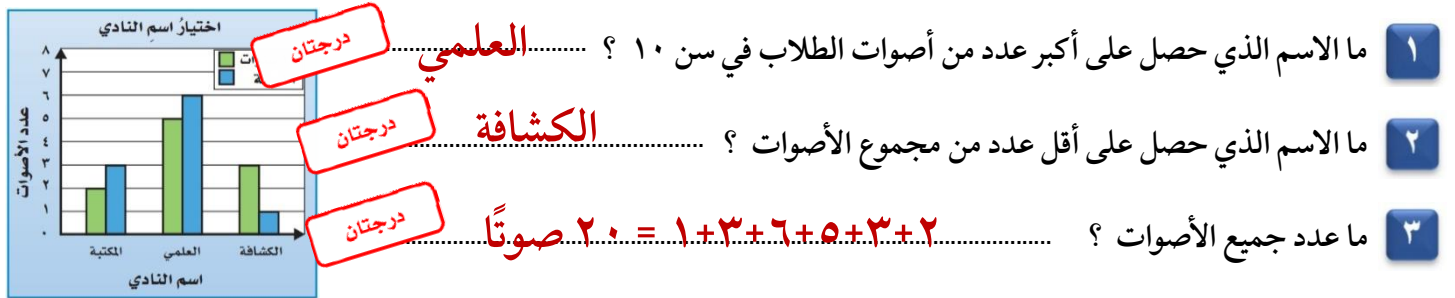 ١ ما الاسم الذي حصل على أكبر عدد من أصوات الطلاب في سن ١٠ ؟ العلمي
درجتان
٢ ما الاسم الذي حصل على أقل عدد من مجموع الأصوات ؟ الكشافة
درجتان
٣ ما عدد جميع الأصوات ؟ ٢+٣+٥+٦+٣+١ = ٢٠ صوتًا
درجتان
اختيارُ اسمِ النادي
٨
٧
٦
٥
٤
٣
٢
١
٠
عدد الأصوات
المكتبة العلمي الكشافة
اسم النادي